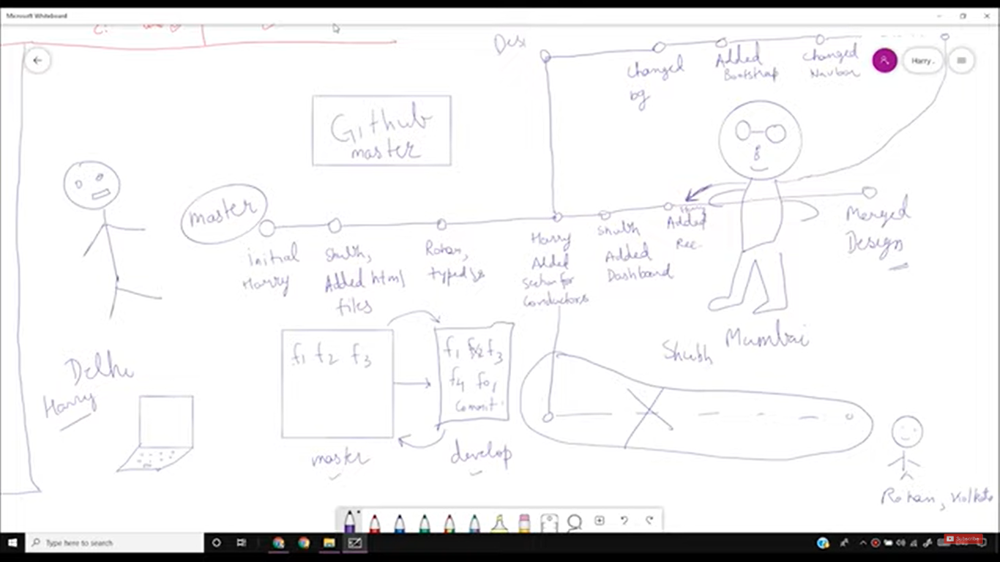 Microsoft Whiteboard
Desi
Changed
bg
Added
Bootstrap
Changed
Navbar
Harry .
Github
master
master
initial
Harry
Shubh,
Added html
files
Rohan,
typed js
Harry
Added
Section for
Conductors
Shubh
Added
Dashboard
Added
Rec.
Merged
Design
Delhi
Harry
f1 f2 f3
master
f1 f2 f3
f4
Commit
develop
Shubh
Mumbai
Rohan, Kolkata
Type here to search
Subscribe